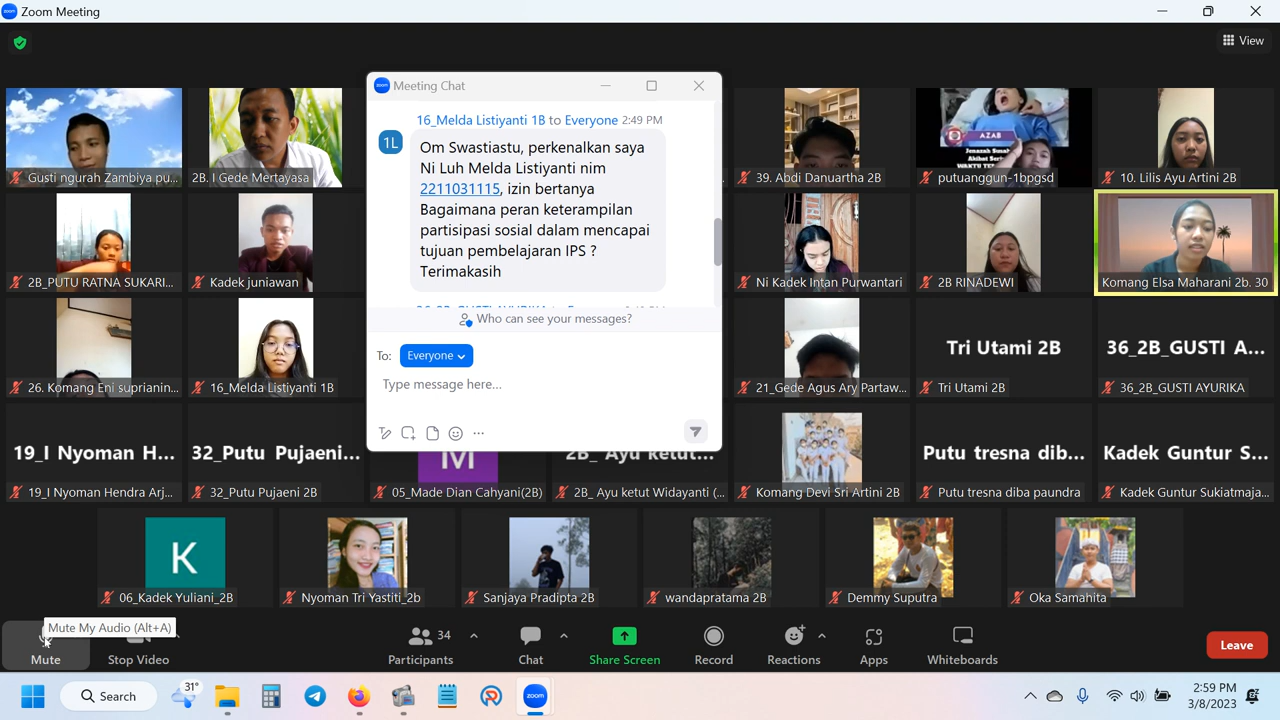 Zoom Meeting
View
zoom
Meeting Chat
16_Melda Listiyanti 1B to Everyone 2:49 PM
1L
Om Swastiastu, perkenalkan saya
Ni Luh Melda Listiyanti nim
2211031115, izin bertanya
Bagaimana peran keterampilan
partisipasi sosial dalam mencapai
tujuan pembelajaran IPS ?
Terimakasih
Who can see your messages?
To: Everyone
Type message here...
Gusti ngurah Zambiya pu...
2B. I Gede Mertayasa
39. Abdi Danuartha 2B
AZAB
putuanggun-1bpgsd
10. Lilis Ayu Artini 2B
2B_PUTU RATNA SUKARI...
Kadek juniawan
Ni Kadek Intan Purwantari
2B RINADEWI
Komang Elsa Maharani 2b. 30
26. Komang Eni suprianin...
16_Melda Listiyanti 1B
21_Gede Agus Ary Partaw...
Tri Utami 2B
Tri Utami 2B
36_2B_GUSTI A...
36_2B_GUSTI AYURIKA
19_I Nyoman H...
19_I Nyoman Hendra Arj...
32_Putu Pujaeni...
32_Putu Pujaeni 2B
M
05_Made Dian Cahyani(2B)
2B_ Ayu ketut...
2B_ Ayu ketut Widayanti (...
Komang Devi Sri Artini 2B
Putu tresna dib...
Putu tresna diba paundra
Kadek Guntur S...
Kadek Guntur Sukiatmaja...
K
06_Kadek Yuliani_2B
Nyoman Tri Yastiti_2b
Sanjaya Pradipta 2B
wandapratama 2B
Demmy Suputra
Oka Samahita
Mute My Audio (Alt+A)
Mute
Stop Video
34
Participants
Chat
Share Screen
Record
Reactions
Apps
Whiteboards
Leave
Search
31°
zoom
2:59 PM
3/8/2023